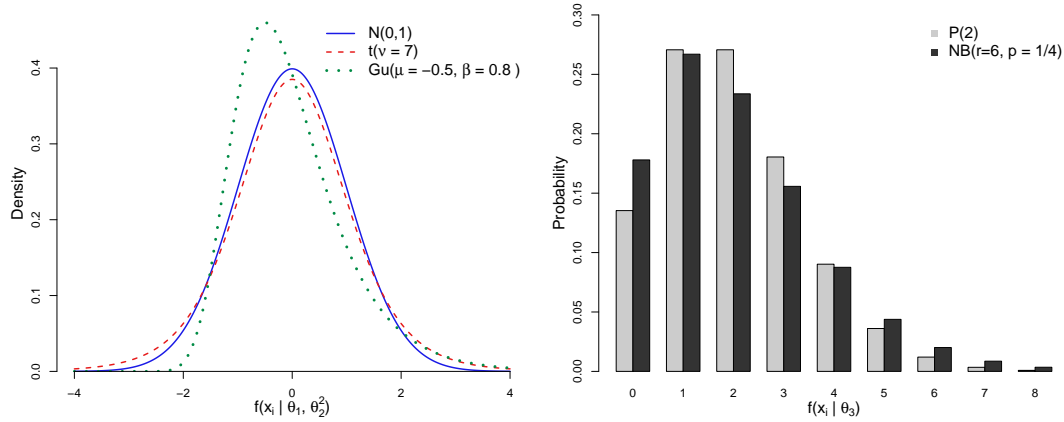 N(0,1)
t(ν = 7)
Gu(μ = −0.5, β = 0.8 )
Density
0.0
0.1
0.2
0.3
0.4
−4
−2
0
2
4
f(xᵢ | θ₁, θ₂²)
P(2)
NB(r=6, p = 1/4)
Probability
0.00
0.05
0.10
0.15
0.20
0.25
0.30
0 1 2 3 4 5 6 7 8
f(xᵢ | θ₃)